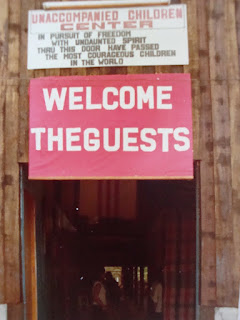 UNACCOMPANIED CHILDREN
CENTER
IN PURSUIT OF FREEDOM
WITH UNDAUNTED SPIRIT
THRU THIS DOOR HAVE PASSED
THE MOST COURAGEOUS CHILDREN
IN THE WORLD
WELCOME
THEGUESTS